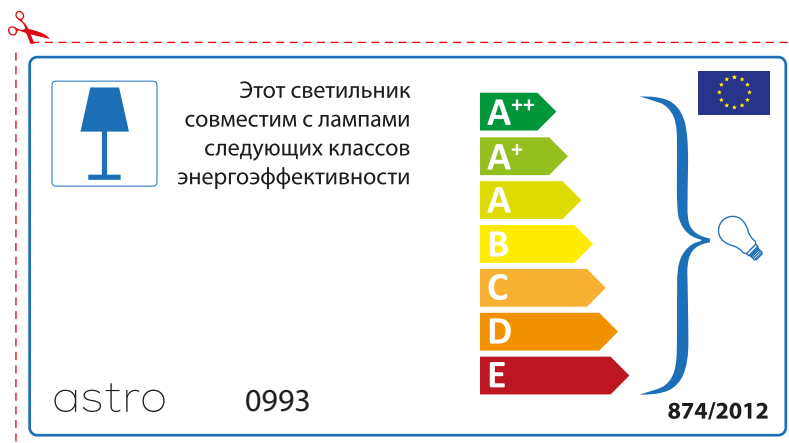 Этот светильник
совместим с лампами
следующих классов
энергоэффективности
A++
A+
A
B
C
D
E
astro
0993
874/2012